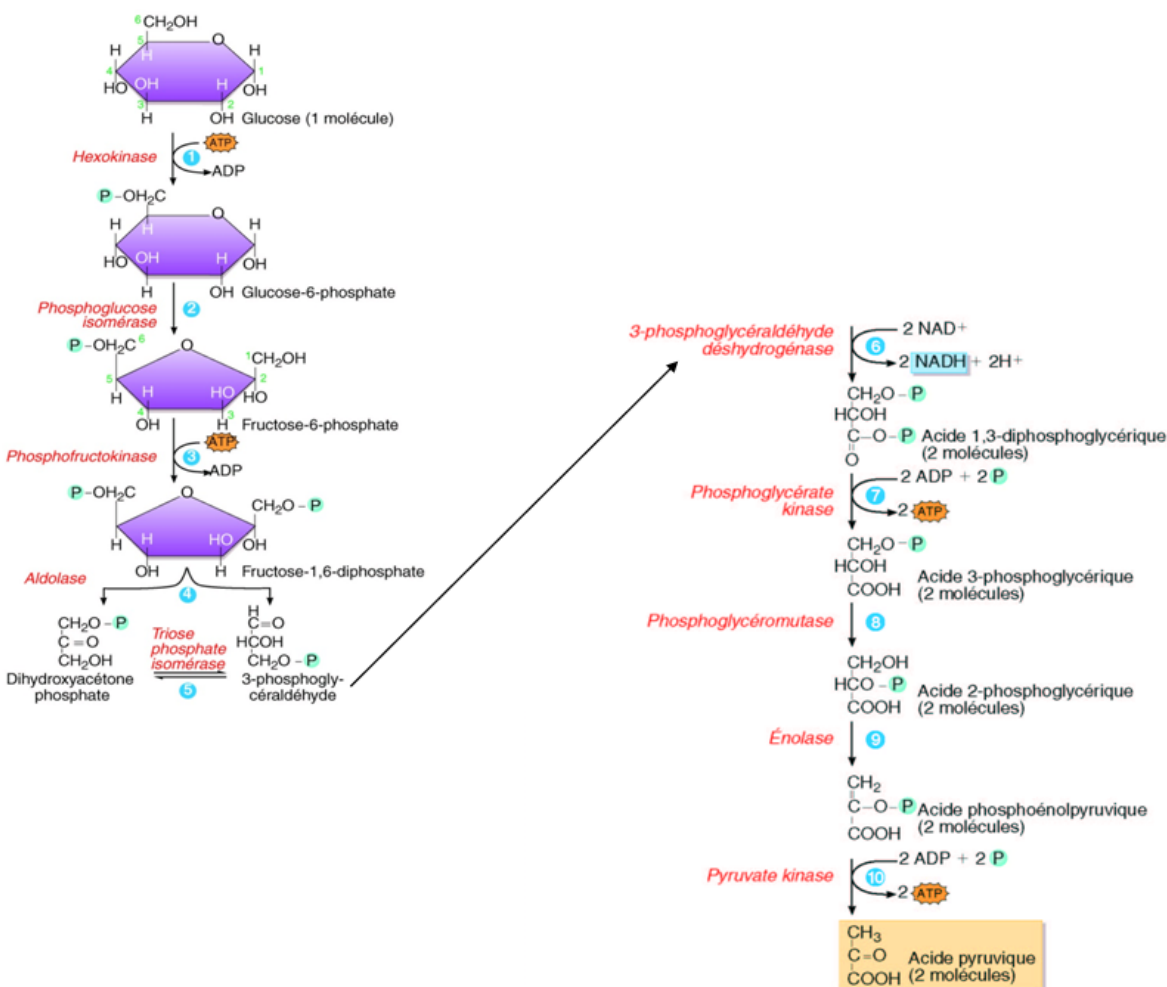 6 CH₂OH
5 O
H H H
4 1
HO OH H OH
3 2
H OH Glucose (1 molécule)
ATP
Hexokinase 1
ADP
P–OH₂C
O
H H H
HO OH H OH
H OH Glucose-6-phosphate
Phosphoglucose
isomérase 2
P–OH₂C 6
O 1 CH₂OH
5 2
H H HO HO
4 3
OH H Fructose-6-phosphate
ATP
Phosphofructokinase 3
ADP
P–OH₂C
O CH₂O–P
H H HO OH
OH H Fructose-1,6-diphosphate
Aldolase 4
CH₂O–P
C=O
CH₂OH
Dihydroxyacétone
phosphate
Triose
phosphate
isomérase
5
H
C=O
HCOH
CH₂O–P
3-phosphogly-
céraldéhyde
3-phosphoglycéraldéhyde
déshydrogénase
2 NAD⁺
6
2 NADH + 2H⁺
CH₂O–P
HCOH
C–O–P
O
Acide 1,3-diphosphoglycérique
(2 molécules)
Phosphoglycérate
kinase
2 ADP + 2 P
7
2 ATP
CH₂O–P
HCOH
COOH
Acide 3-phosphoglycérique
(2 molécules)
Phosphoglycéromutase 8
CH₂OH
HCO–P
COOH
Acide 2-phosphoglycérique
(2 molécules)
Énolase 9
CH₂
C–O–P
COOH
Acide phosphoénolpyruvique
(2 molécules)
2 ADP + 2 P
Pyruvate kinase 10
2 ATP
CH₃
C=O
COOH
Acide pyruvique
(2 molécules)